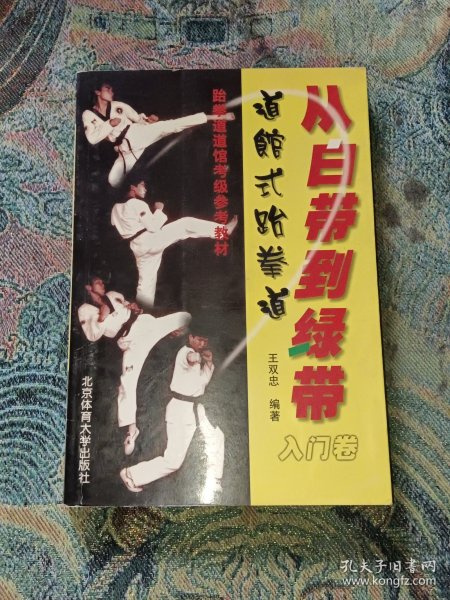 从白带到绿带
道館式跆拳道
王双忠 编著
入门卷
跆拳道道馆考级参考教材
北京体育大学出版社
孔夫子旧书网
www.kongfz.com